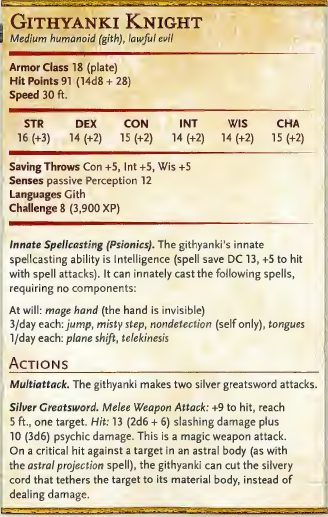 GITHYANKI KNIGHT
Medium humanoid (gith), lawful evil
Armor Class 18 (plate)
Hit Points 91 (14d8 + 28)
Speed 30 ft.
STR DEX CON INT WIS CHA
16 (+3) 14 (+2) 15 (+2) 14 (+2) 14 (+2) 15 (+2)
Saving Throws Con +5, Int +5, Wis +5
Senses passive Perception 12
Languages Gith
Challenge 8 (3,900 XP)
Innate Spellcasting (Psionics). The githyanki's innate
spellcasting ability is Intelligence (spell save DC 13, +5 to hit
with spell attacks). It can innately cast the following spells,
requiring no components:
At will: mage hand (the hand is invisible)
3/day each: jump, misty step, nondetection (self only), tongues
1/day each: plane shift, telekinesis
ACTIONS
Multiattack. The githyanki makes two silver greatsword attacks.
Silver Greatsword. Melee Weapon Attack: +9 to hit, reach
5 ft., one target. Hit: 13 (2d6 + 6) slashing damage plus
10 (3d6) psychic damage. This is a magic weapon attack.
On a critical hit against a target in an astral body (as with
the astral projection spell), the githyanki can cut the silvery
cord that tethers the target to its material body, instead of
dealing damage.